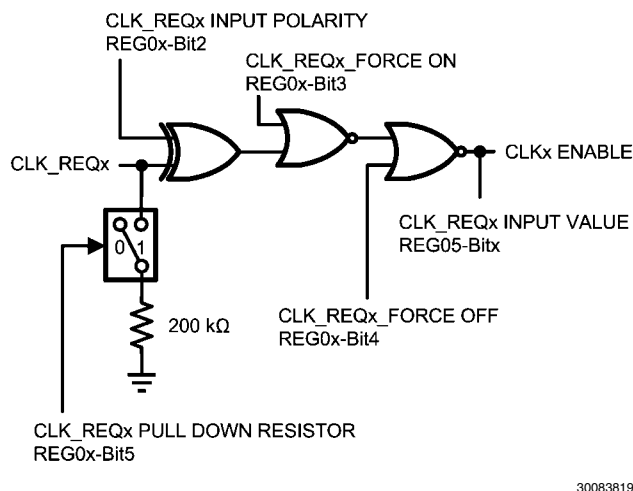 CLK_REQx INPUT POLARITY
REG0x-Bit2
CLK_REQx_FORCE ON
REG0x-Bit3
CLK_REQx
CLKx ENABLE
0 1
CLK_REQx INPUT VALUE
REG05-Bitx
200 kΩ
CLK_REQx_FORCE OFF
REG0x-Bit4
CLK_REQx PULL DOWN RESISTOR
REG0x-Bit5
30083819